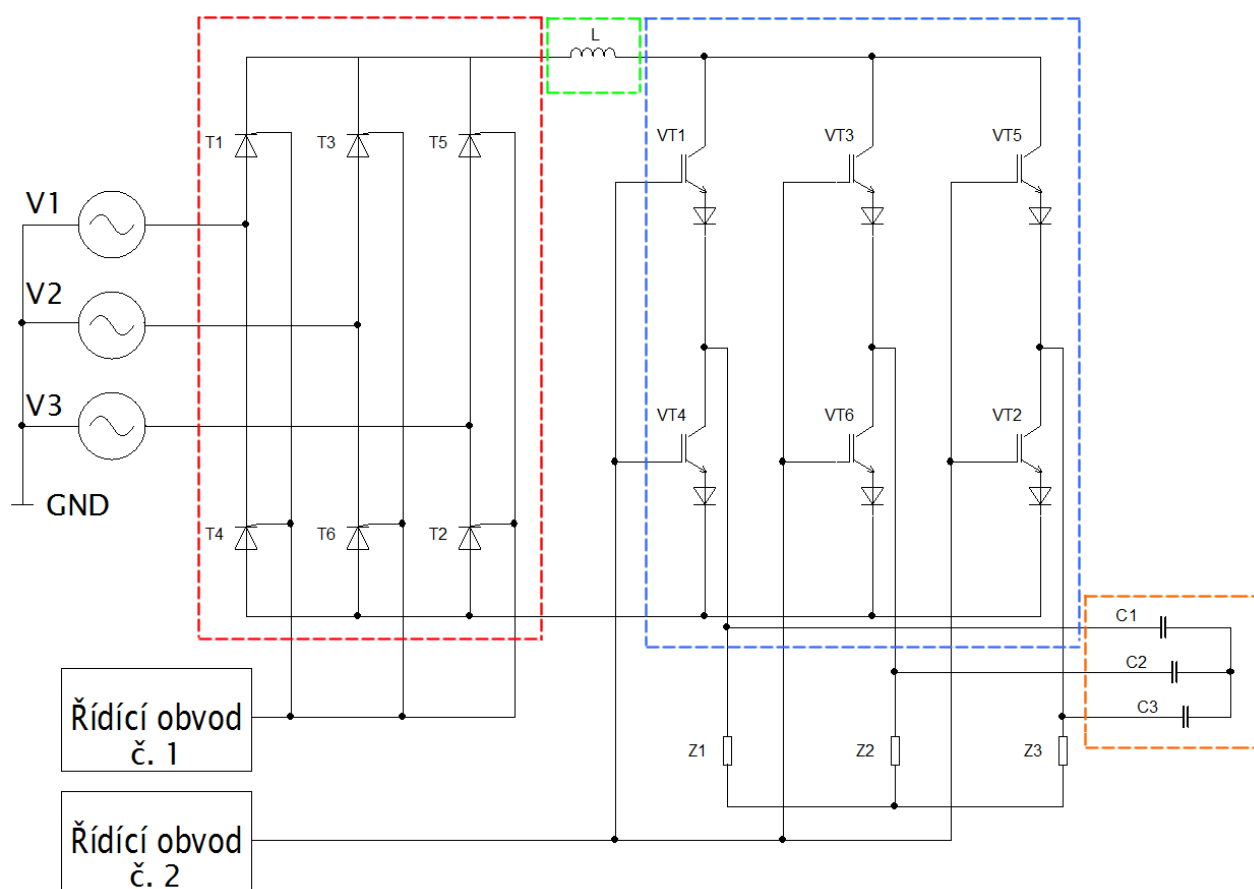 L
T1
T3
T5
VT1
VT3
VT5
V1
V2
V3
GND
VT4
VT6
VT2
T4
T6
T2
C1
C2
C3
Řídící obvod
č. 1
Z1
Z2
Z3
Řídící obvod
č. 2